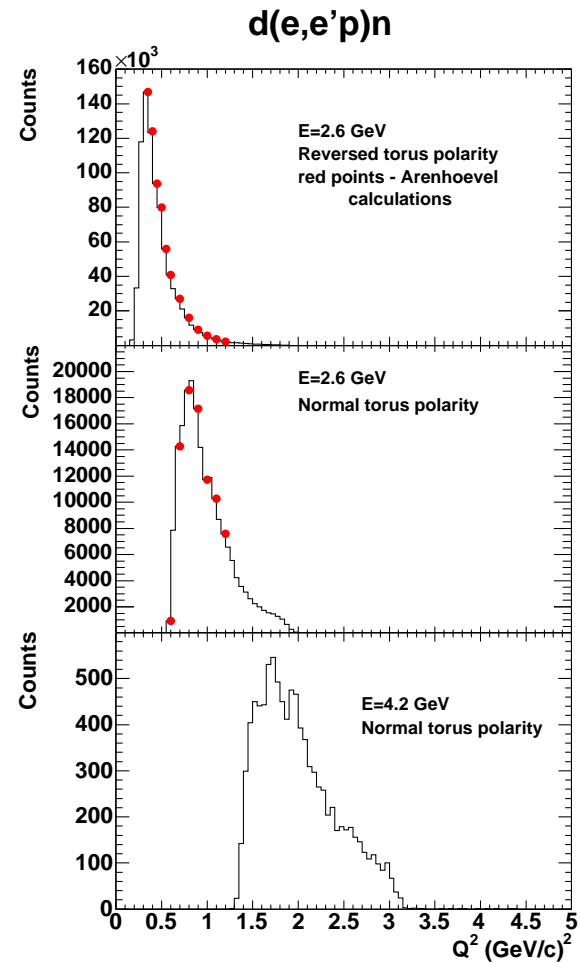 d(e,e'p)n
×10³
Counts
160
140
120
100
80
60
40
20
E=2.6 GeV
Reversed torus polarity
red points - Arenhoevel
calculations
Counts
20000
18000
16000
14000
12000
10000
8000
6000
4000
2000
E=2.6 GeV
Normal torus polarity
Counts
500
400
300
200
100
0
E=4.2 GeV
Normal torus polarity
0 0.5 1 1.5 2 2.5 3 3.5 4 4.5 5
Q² (GeV/c)²